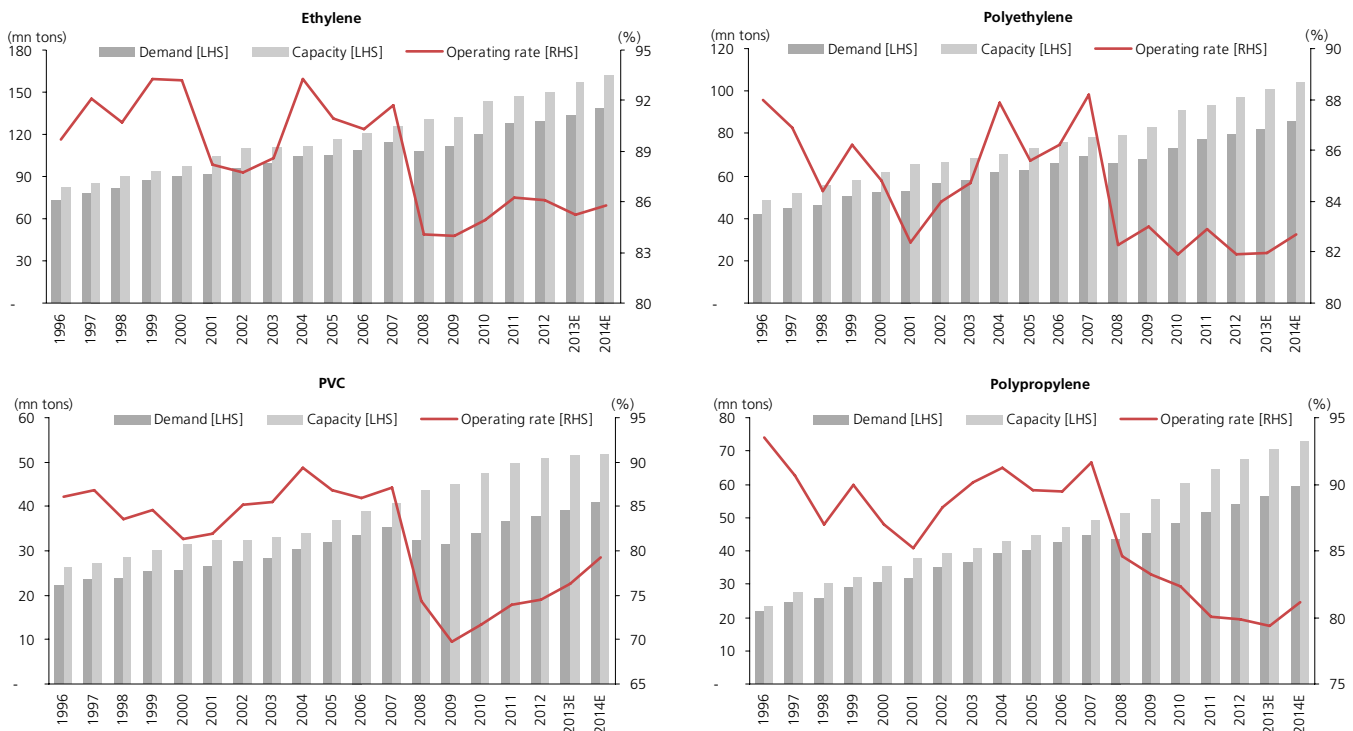 Ethylene
(mn tons) (%)
Demand [LHS] Capacity [LHS] Operating rate [RHS]
180 95
150 92
120 89
90
60 86
30 83
- 80
1996 1997 1998 1999 2000 2001 2002 2003 2004 2005 2006 2007 2008 2009 2010 2011 2012 2013E 2014E
Polyethylene
(mn tons) (%)
Demand [LHS] Capacity [LHS] Operating rate [RHS]
120 90
100 88
80 86
60
40 84
20 82
- 80
1996 1997 1998 1999 2000 2001 2002 2003 2004 2005 2006 2007 2008 2009 2010 2011 2012 2013E 2014E
PVC
(mn tons) (%)
Demand [LHS] Capacity [LHS] Operating rate [RHS]
60 95
50 90
40 85
30 80
20 75
10 70
- 65
1996 1997 1998 1999 2000 2001 2002 2003 2004 2005 2006 2007 2008 2009 2010 2011 2012 2013E 2014E
Polypropylene
(mn tons) (%)
Demand [LHS] Capacity [LHS] Operating rate [RHS]
80 95
70
60 90
50
40 85
30
20 80
10
- 75
1996 1997 1998 1999 2000 2001 2002 2003 2004 2005 2006 2007 2008 2009 2010 2011 2012 2013E 2014E